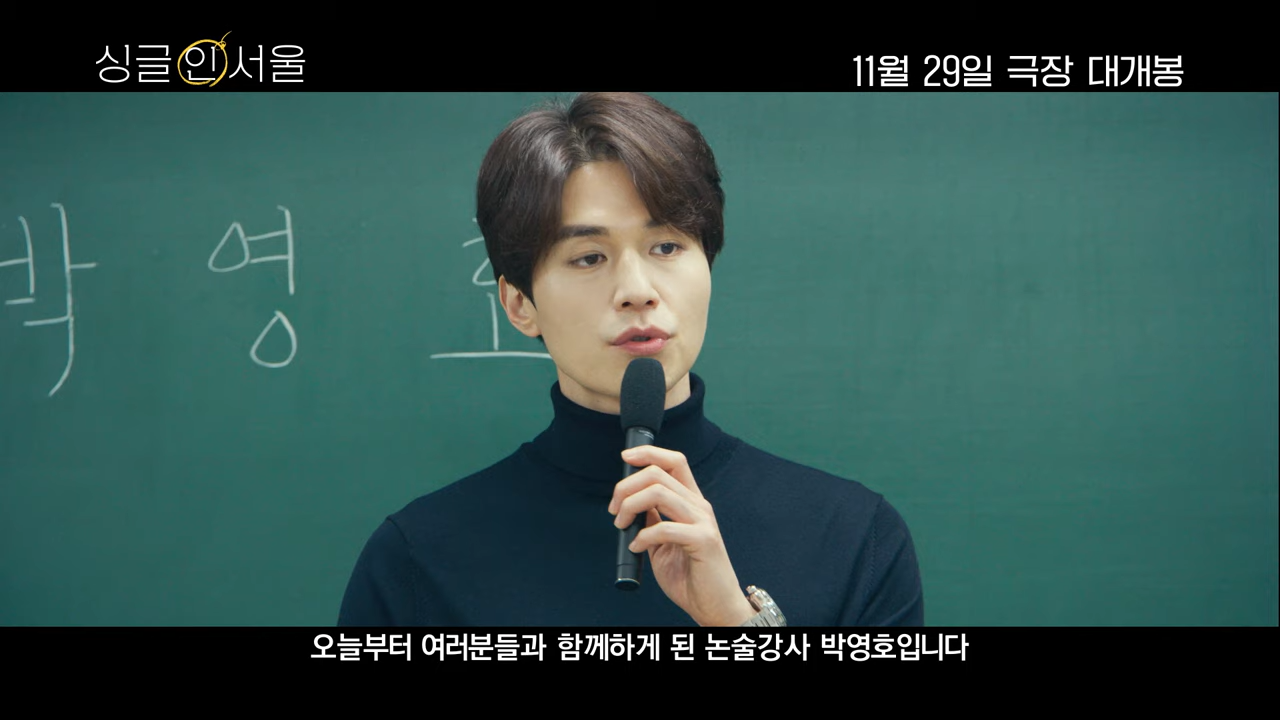 싱글인서울
11월 29일 극장 대개봉
박 영 호
오늘부터 여러분들과 함께하게 된 논술강사 박영호입니다